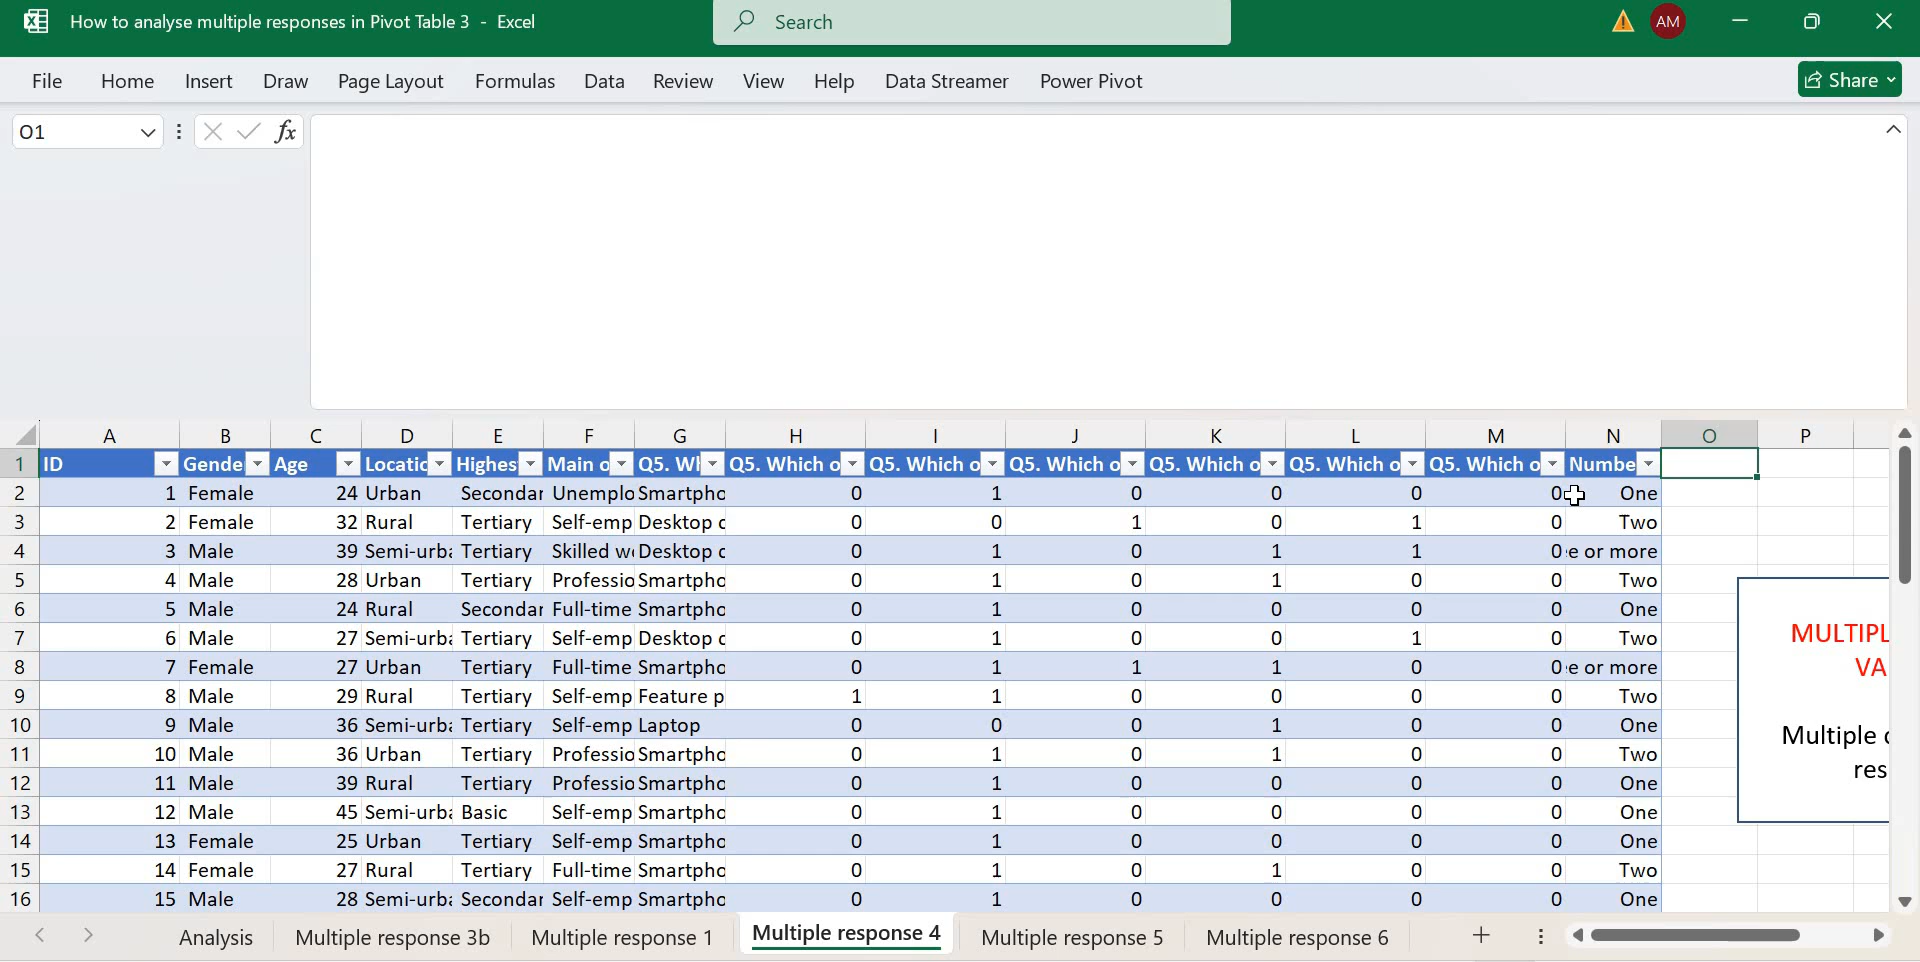 How to analyse multiple responses in Pivot Table 3 - Excel
Search
AM
File Home Insert Draw Page Layout Formulas Data Review View Help Data Streamer Power Pivot
Share
O1
fx
A B C D E F G H I J K L M N O P
1 ID Gende Age Locatic Highes Main o Q5. Wh Q5. Which o Q5. Which o Q5. Which o Q5. Which o Q5. Which o Q5. Which o Numbe
2 1 Female 24 Urban Secondar Unemplo Smartpho 0 1 0 0 0 0 One
3 2 Female 32 Rural Tertiary Self-emp Desktop c 0 0 1 0 1 0 Two
4 3 Male 39 Semi-urba Tertiary Skilled wo Desktop c 0 1 0 1 1 0 e or more
5 4 Male 28 Urban Tertiary Professio Smartpho 0 1 0 1 0 0 Two
6 5 Male 24 Rural Secondar Full-time Smartpho 0 1 0 0 0 0 One
7 6 Male 27 Semi-urba Tertiary Self-emp Desktop c 0 1 0 0 1 0 Two
8 7 Female 27 Urban Tertiary Full-time Smartpho 0 1 1 1 0 0 e or more
9 8 Male 29 Rural Tertiary Self-emp Feature p 1 1 0 0 0 0 Two
10 9 Male 36 Semi-urba Tertiary Self-emp Laptop 0 0 0 1 0 0 One
11 10 Male 36 Urban Tertiary Professio Smartpho 0 1 0 1 0 0 Two
12 11 Male 39 Rural Tertiary Professio Smartpho 0 1 0 0 0 0 One
13 12 Male 45 Semi-urba Basic Self-emp Smartpho 0 1 0 0 0 0 One
14 13 Female 25 Urban Tertiary Self-emp Smartpho 0 1 0 0 0 0 One
15 14 Female 27 Rural Tertiary Full-time Smartpho 0 1 0 1 0 0 Two
16 15 Male 28 Semi-urba Secondar Self-emp Smartpho 0 1 0 0 0 0 One
MULTIPL
VA
Multiple
res
Analysis Multiple response 3b Multiple response 1 Multiple response 4 Multiple response 5 Multiple response 6